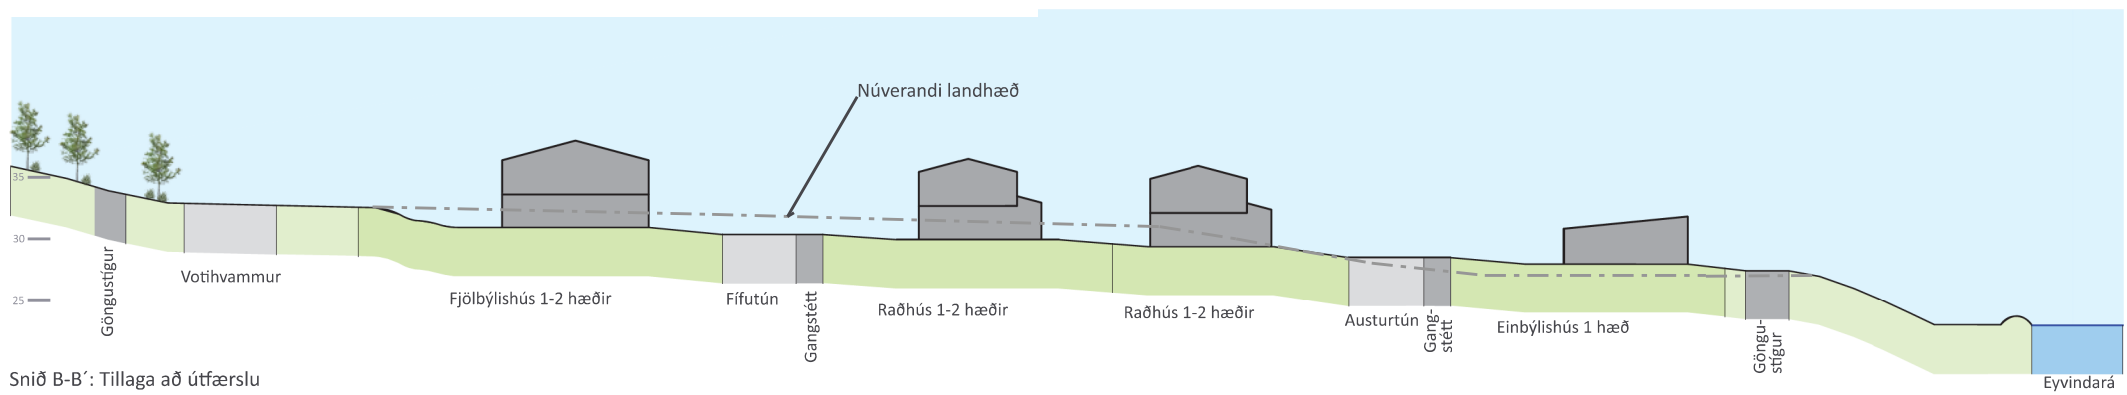 Núverandi landhæð
35
30
25
Göngustígur
Votihvammur
Fjölbýlishús 1-2 hæðir
Fífutún
Gangstétt
Raðhús 1-2 hæðir
Raðhús 1-2 hæðir
Austurtún
Gang-
stétt
Einbýlishús 1 hæð
Göngu-
stígur
Eyvindará
Snið B-B´: Tillaga að útfærslu